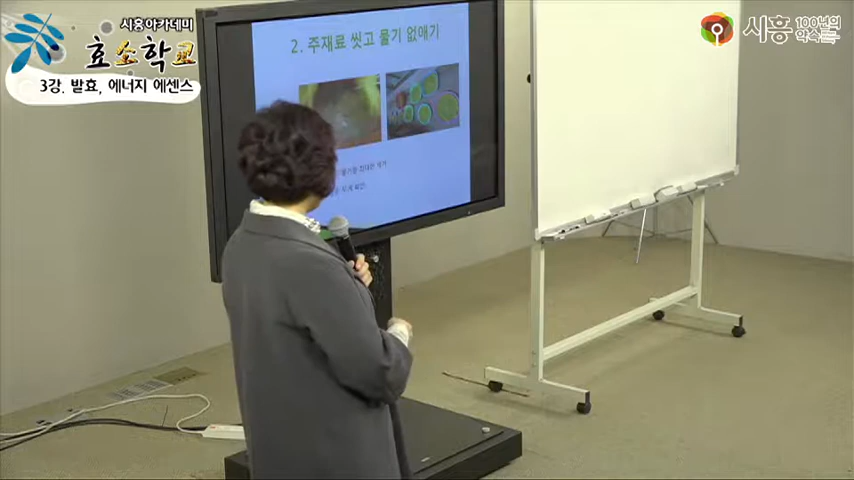 시흥아카데미
효소학교
3강. 발효, 에너지 에센스
시흥 100년의 약속
2. 주재료 씻고 물기 없애기